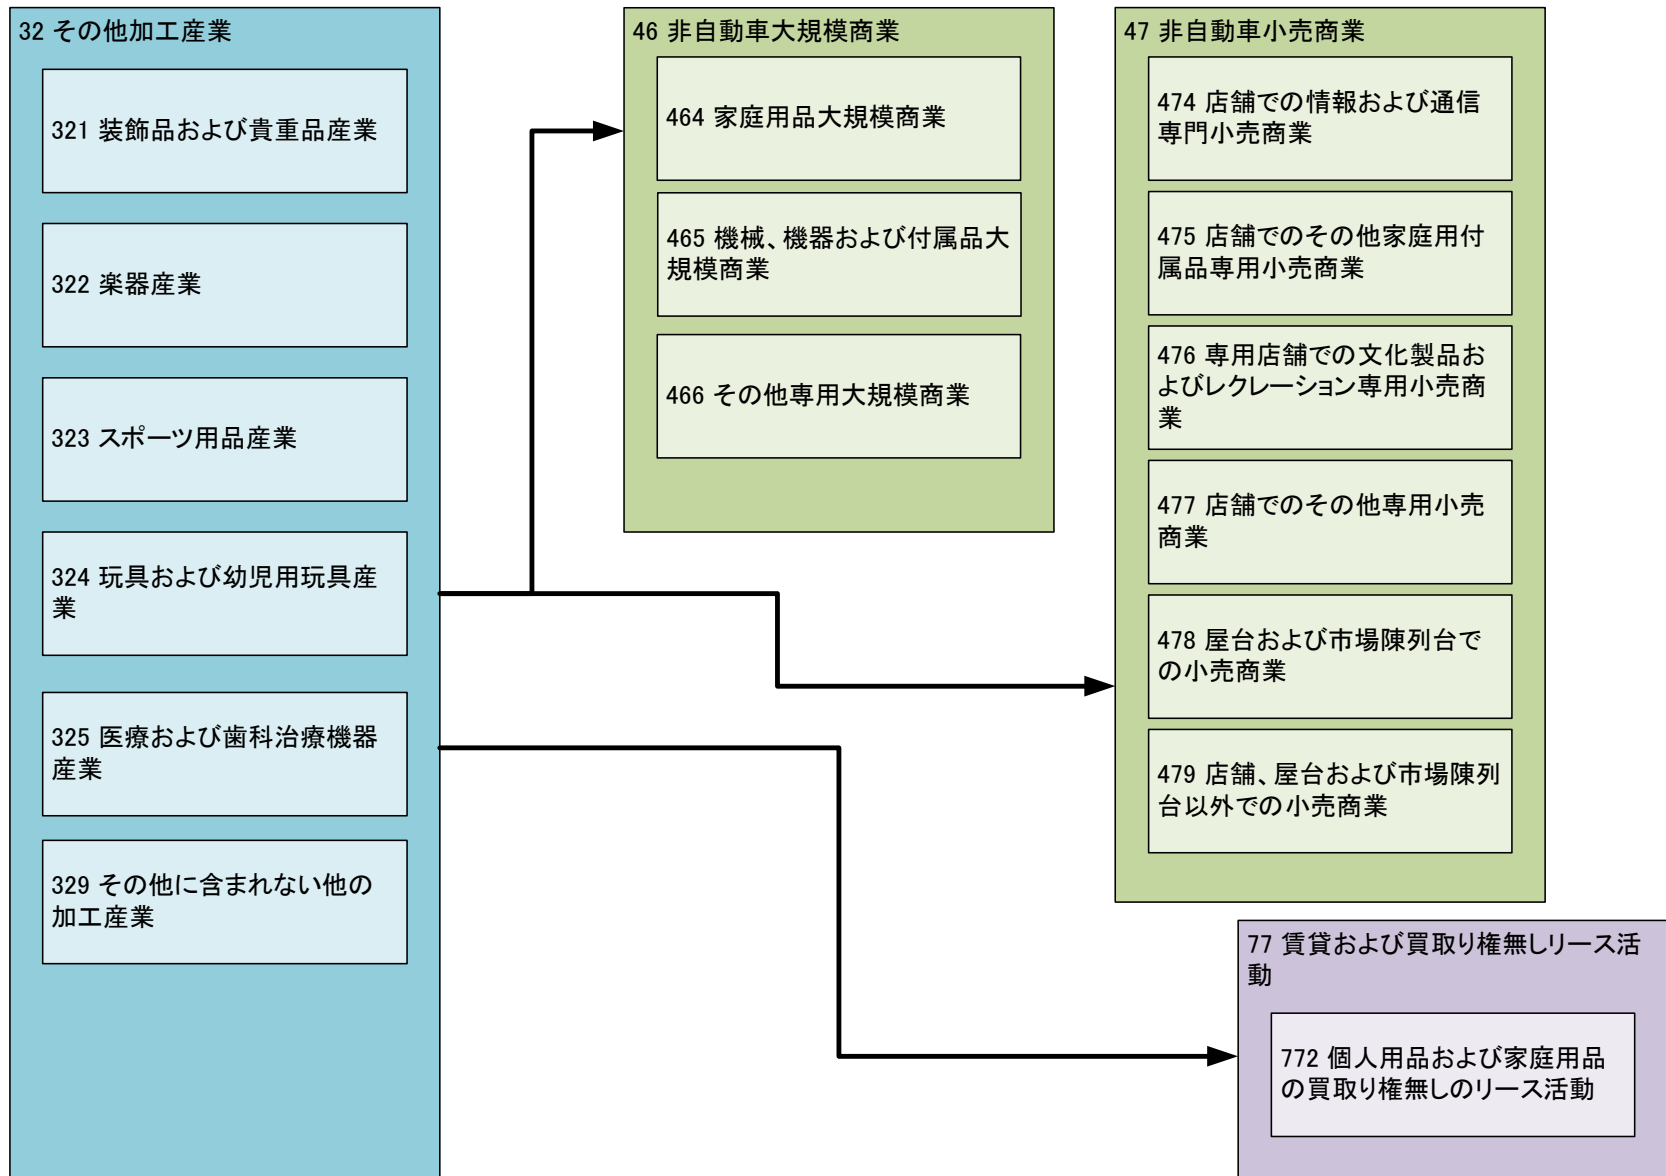 32 その他加工産業
321 装飾品および貴重品産業
322 楽器産業
323 スポーツ用品産業
324 玩具および幼児用玩具産
業
325 医療および歯科治療機器
産業
329 その他に含まれない他の
加工産業
46 非自動車大規模商業
464 家庭用品大規模商業
465 機械、機器および付属品大
規模商業
466 その他専用大規模商業
47 非自動車小売商業
474 店舗での情報および通信
専門小売商業
475 店舗でのその他家庭用付
属品専用小売商業
476 専用店舗での文化製品お
よびレクレーション専用小売商
業
477 店舗でのその他専用小売
商業
478 屋台および市場陳列台で
の小売商業
479 店舗、屋台および市場陳列
台以外での小売商業
77 賃貸および買取り権無しリース活
動
772 個人用品および家庭用品
の買取り権無しのリース活動